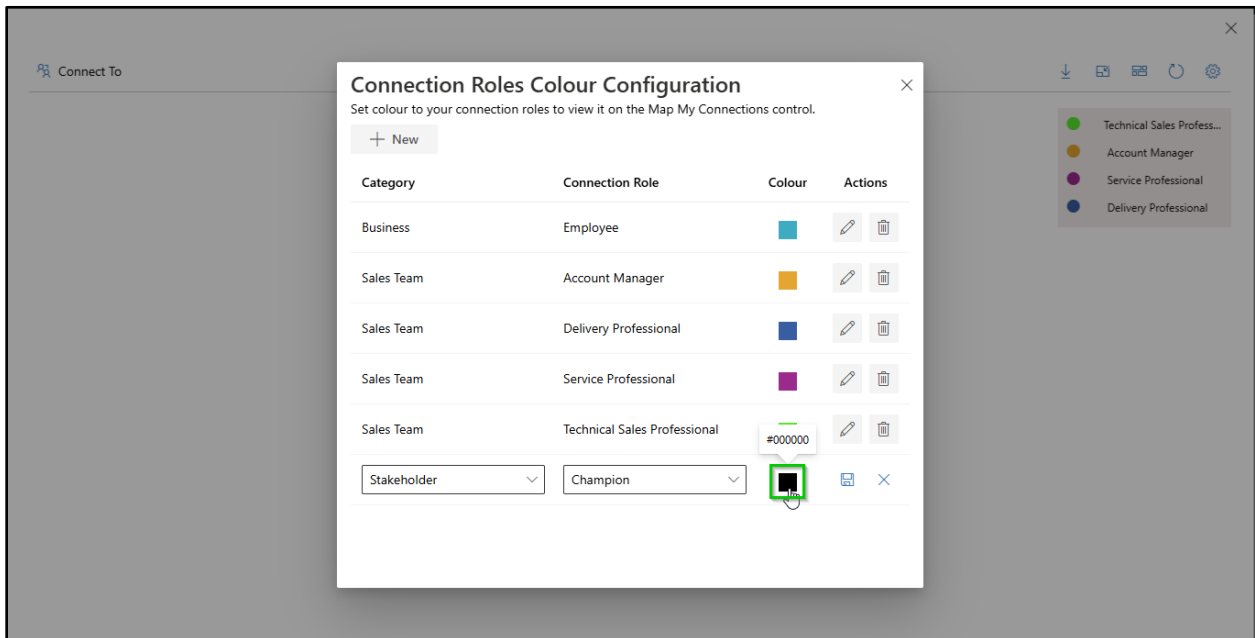 Connect To
Connection Roles Colour Configuration
Set colour to your connection roles to view it on the Map My Connections control.
New
Category Connection Role Colour Actions
Business Employee
Sales Team Account Manager
Sales Team Delivery Professional
Sales Team Service Professional
Sales Team Technical Sales Professional
#000000
Stakeholder Champion
Technical Sales Profess...
Account Manager
Service Professional
Delivery Professional